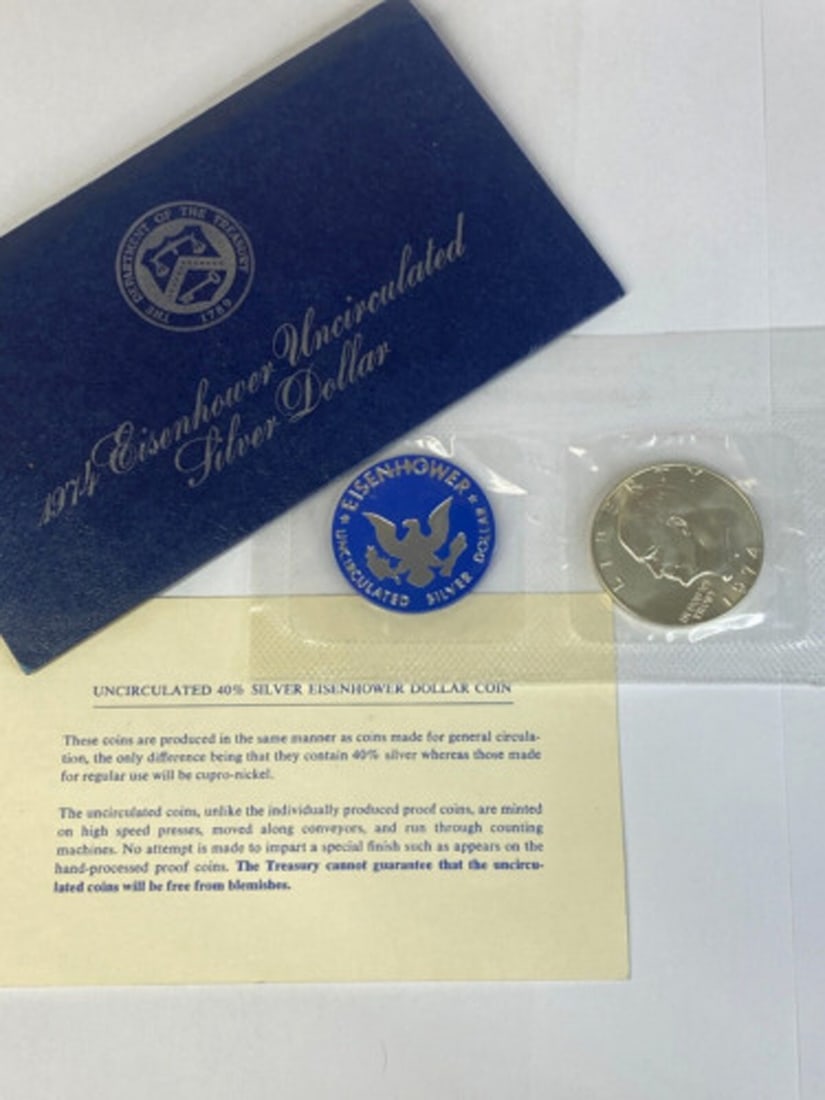 THE DEPARTMENT OF THE TREASURY
1789
1974 Eisenhower Uncirculated
Silver Dollar
EISENHOWER
UNCIRCULATED SILVER DOLLAR
LIBERTY
IN GOD WE
TRUST
1974
UNCIRCULATED 40% SILVER EISENHOWER DOLLAR COIN
These coins are produced in the same manner as coins made for general circula-
tion, the only difference being that they contain 40% silver whereas those made
for regular use will be cupro-nickel.
The uncirculated coins, unlike the individually produced proof coins, are minted
on high speed presses, moved along conveyors, and run through counting
machines. No attempt is made to impart a special finish such as appears on the
hand-processed proof coins. The Treasury cannot guarantee that the uncircu-
lated coins will be free from blemishes.